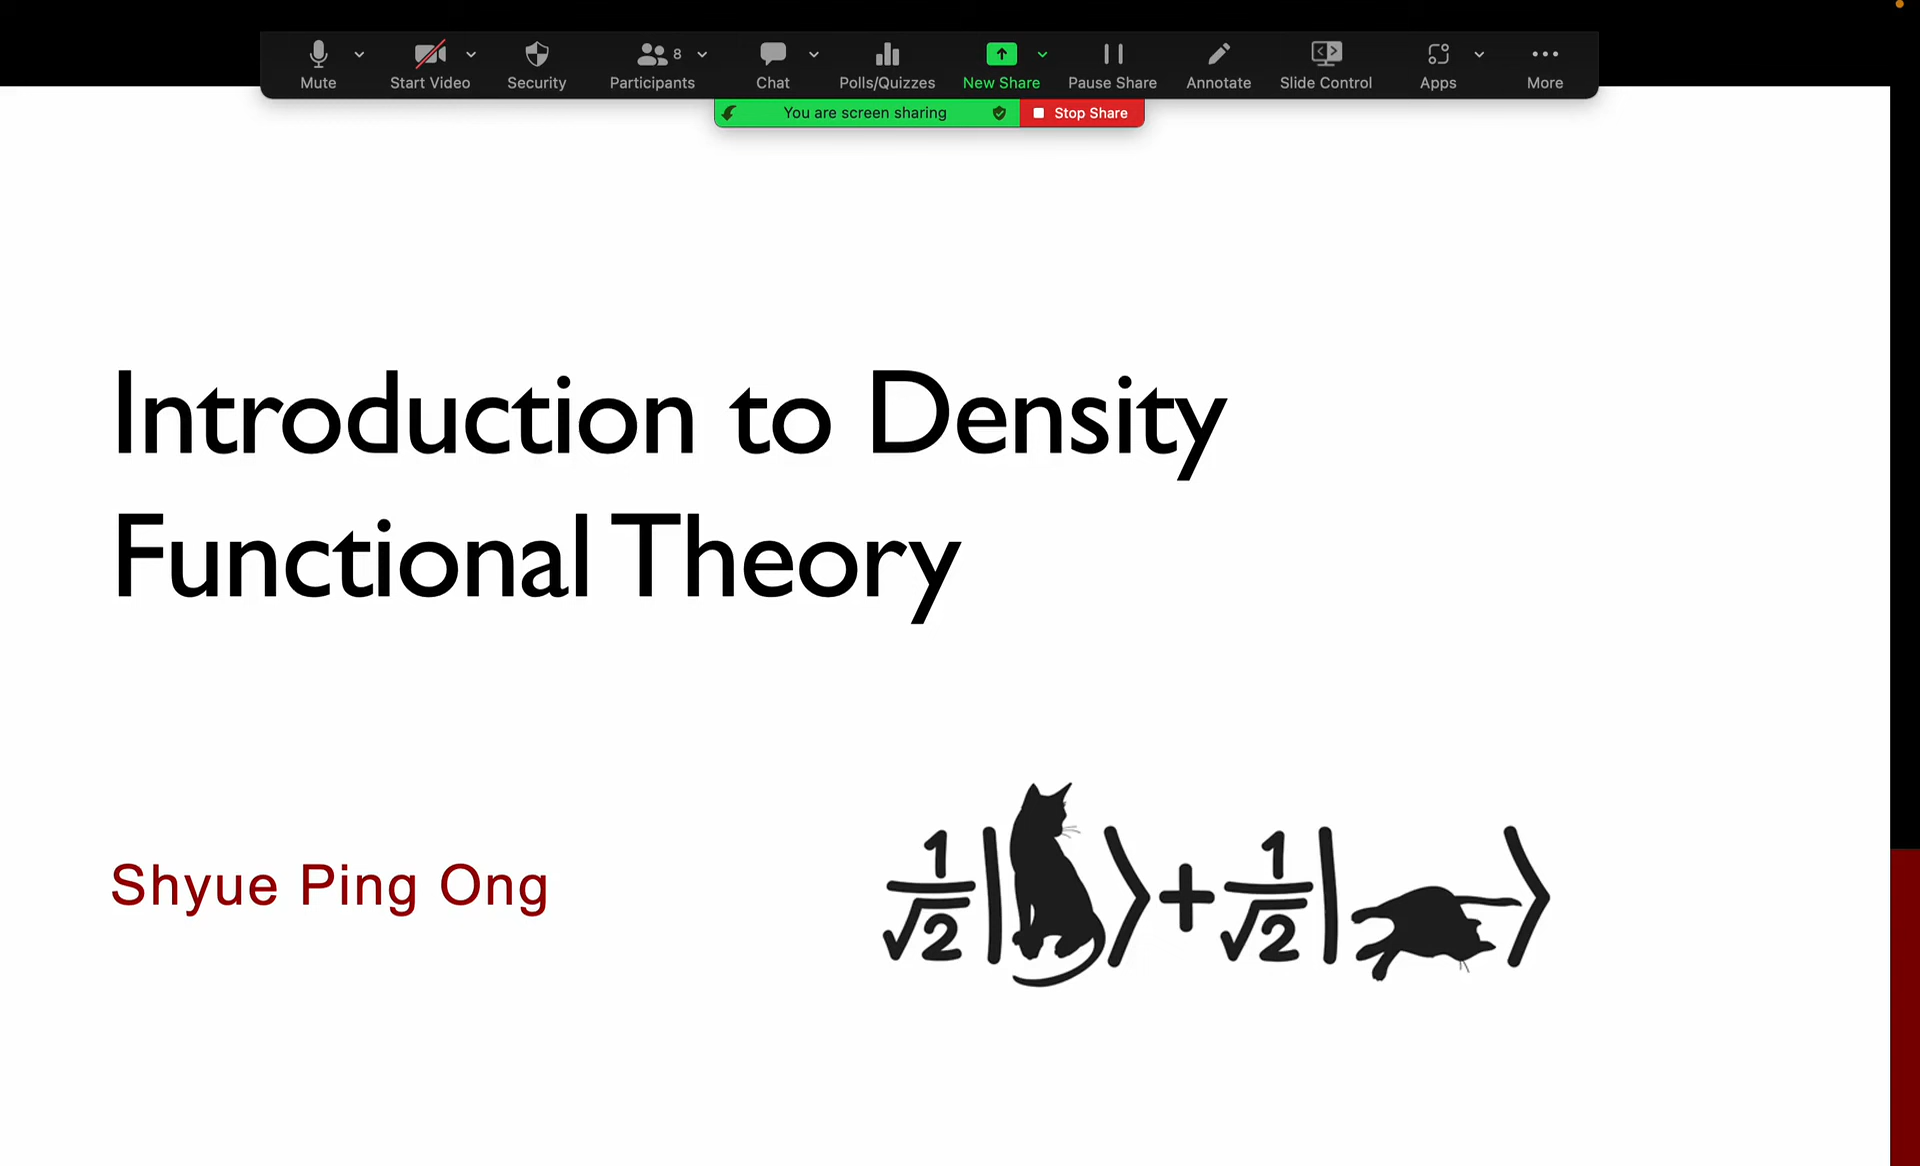 Mute
Start Video
Security
Participants
8
Chat
Polls/Quizzes
New Share
Pause Share
Annotate
Slide Control
Apps
More
You are screen sharing
Stop Share
Introduction to Density
Functional Theory
Shyue Ping Ong
1/√2 | ⟩ + 1/√2 | ⟩